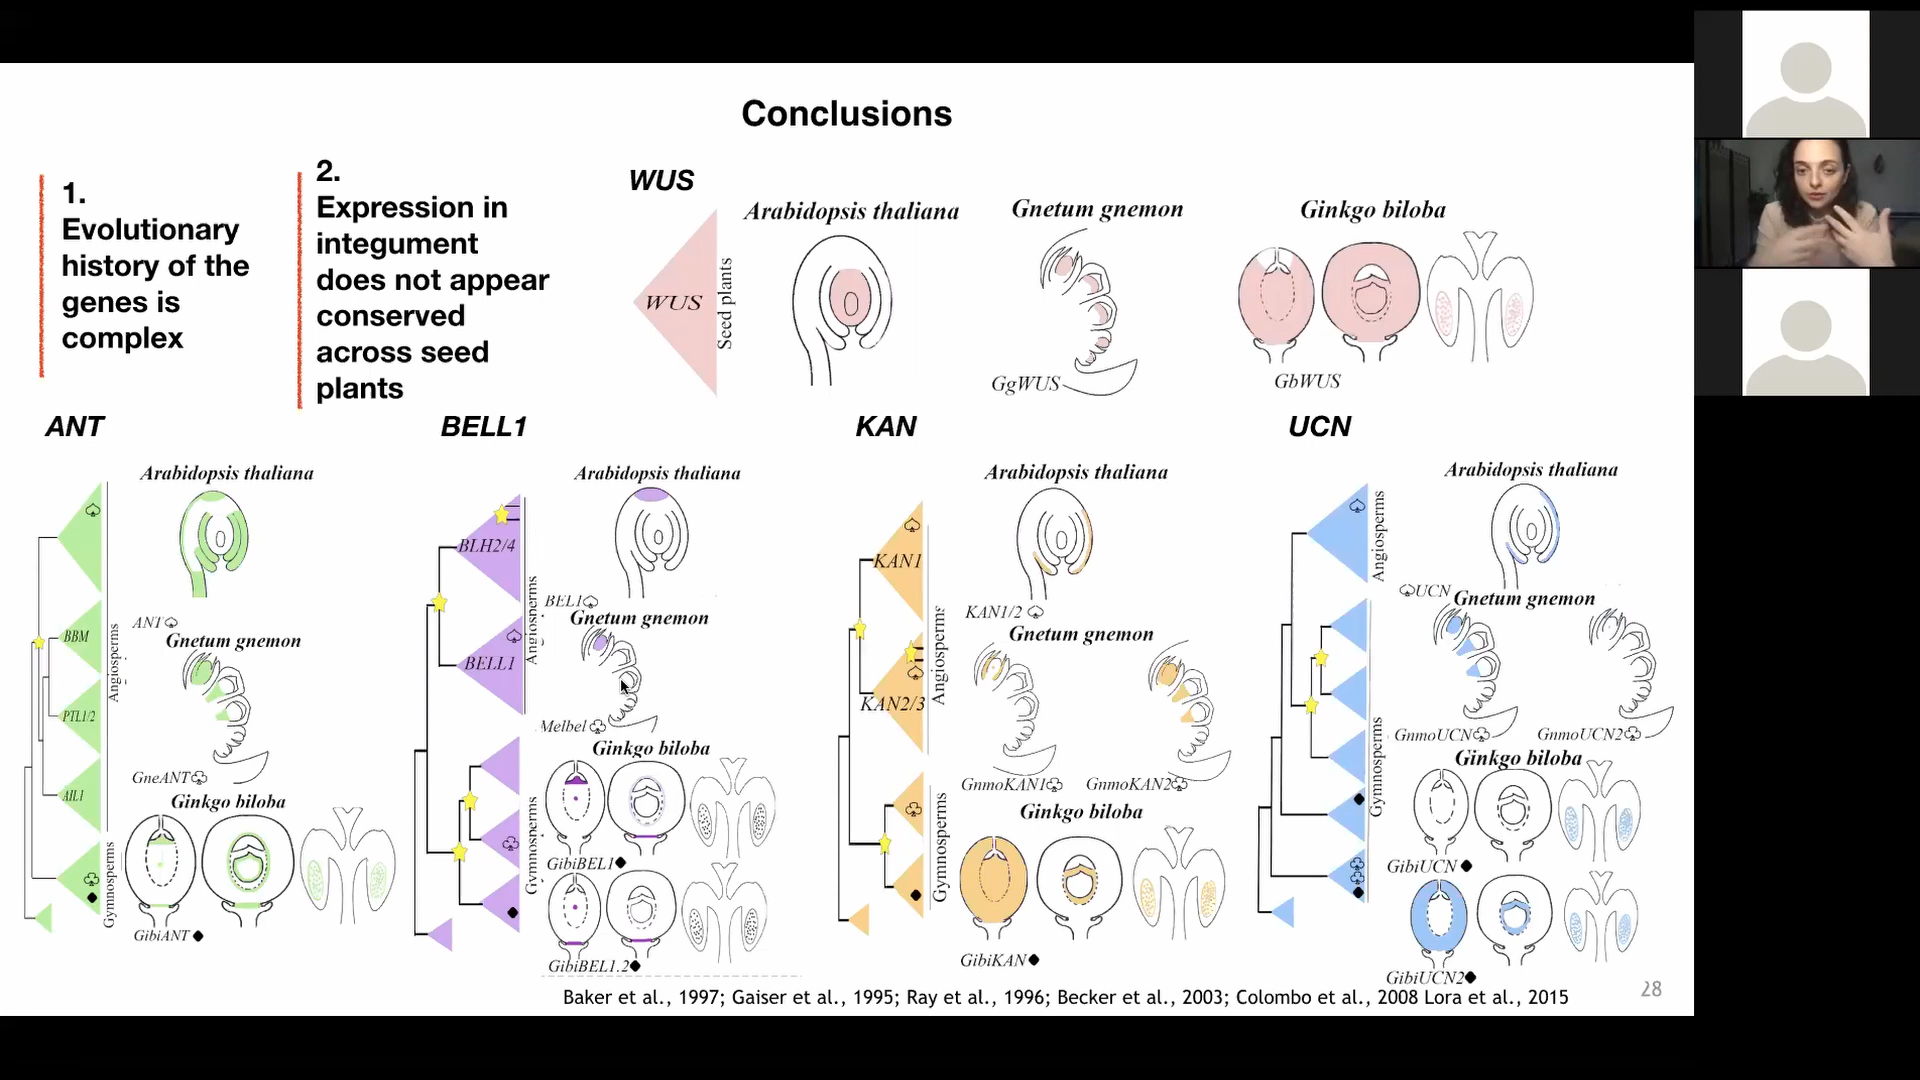 Conclusions
1.
Evolutionary
history of the
genes is
complex
2.
Expression in
integument
does not appear
conserved
across seed
plants
WUS
WUS
Seed plants
Arabidopsis thaliana
Gnetum gnemon
GgWUS
Ginkgo biloba
GbWUS
ANT
BBM
PTL1/2
AIL1
Angiosperms
Gymnosperms
Arabidopsis thaliana
ANT
Gnetum gnemon
GneANT
Ginkgo biloba
GibiANT
BELL1
BLH2/4
BELL1
Angiosperms
Gymnosperms
Arabidopsis thaliana
BEL1
Gnetum gnemon
Melbel
Ginkgo biloba
GibiBEL1
GibiBEL1.2
KAN
KAN1
KAN2/3
Angiosperms
Gymnosperms
Arabidopsis thaliana
KAN1/2
Gnetum gnemon
GnmoKAN1
GnmoKAN2
Ginkgo biloba
GibiKAN
UCN
Angiosperms
Gymnosperms
Arabidopsis thaliana
UCN
Gnetum gnemon
GnmoUCN
GnmoUCN2
Ginkgo biloba
GibiUCN
GibiUCN2
Baker et al., 1997; Gaiser et al., 1995; Ray et al., 1996; Becker et al., 2003; Colombo et al., 2008 Lora et al., 2015
28